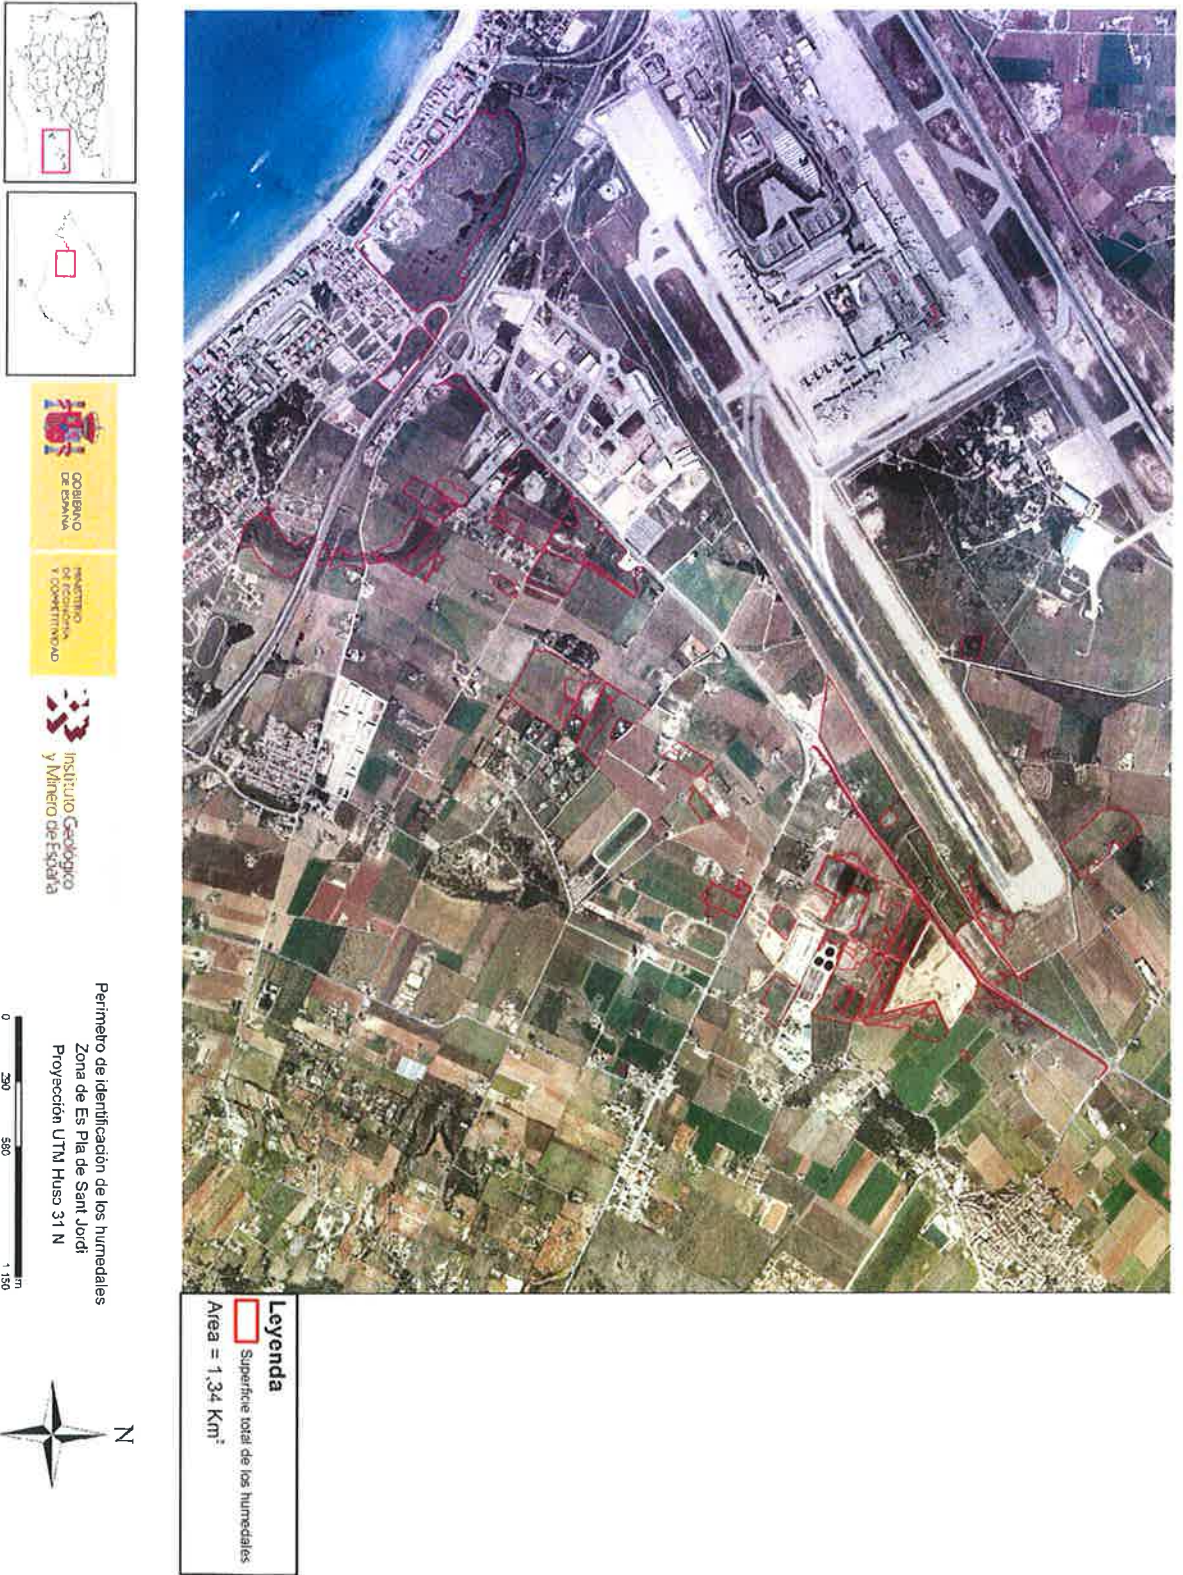 Leyenda
Superficie total de los humedales
Area = 1,34 Km²
GOBIERNO
DE ESPAÑA
MINISTERIO
DE ECONOMÍA
Y COMPETITIVIDAD
Instituto Geológico
y Minero de España
Perimetro de identificación de los humedales
Zona de Es Pla de Sant Jordi
Proyección UTM Huso 31 N
0 290 580 1 150
m
N